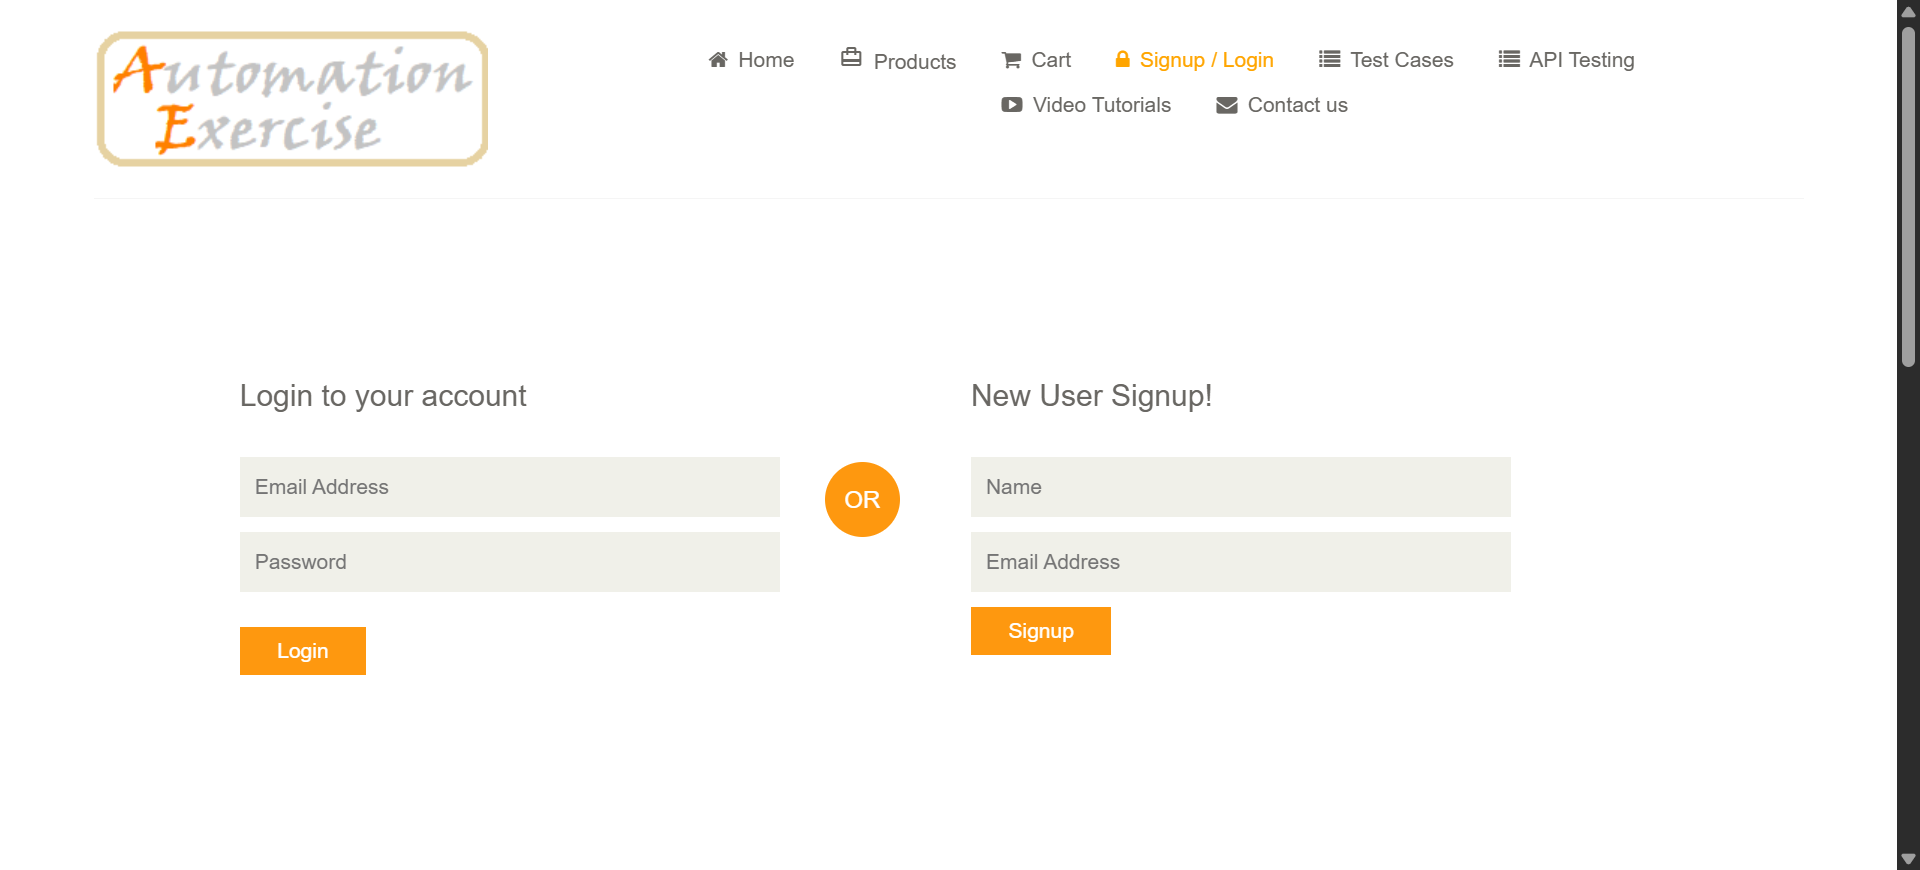 Automation
Exercise
Home Products Cart Signup / Login Test Cases API Testing
Video Tutorials Contact us
Login to your account
Email Address
Password
Login
OR
New User Signup!
Name
Email Address
Signup